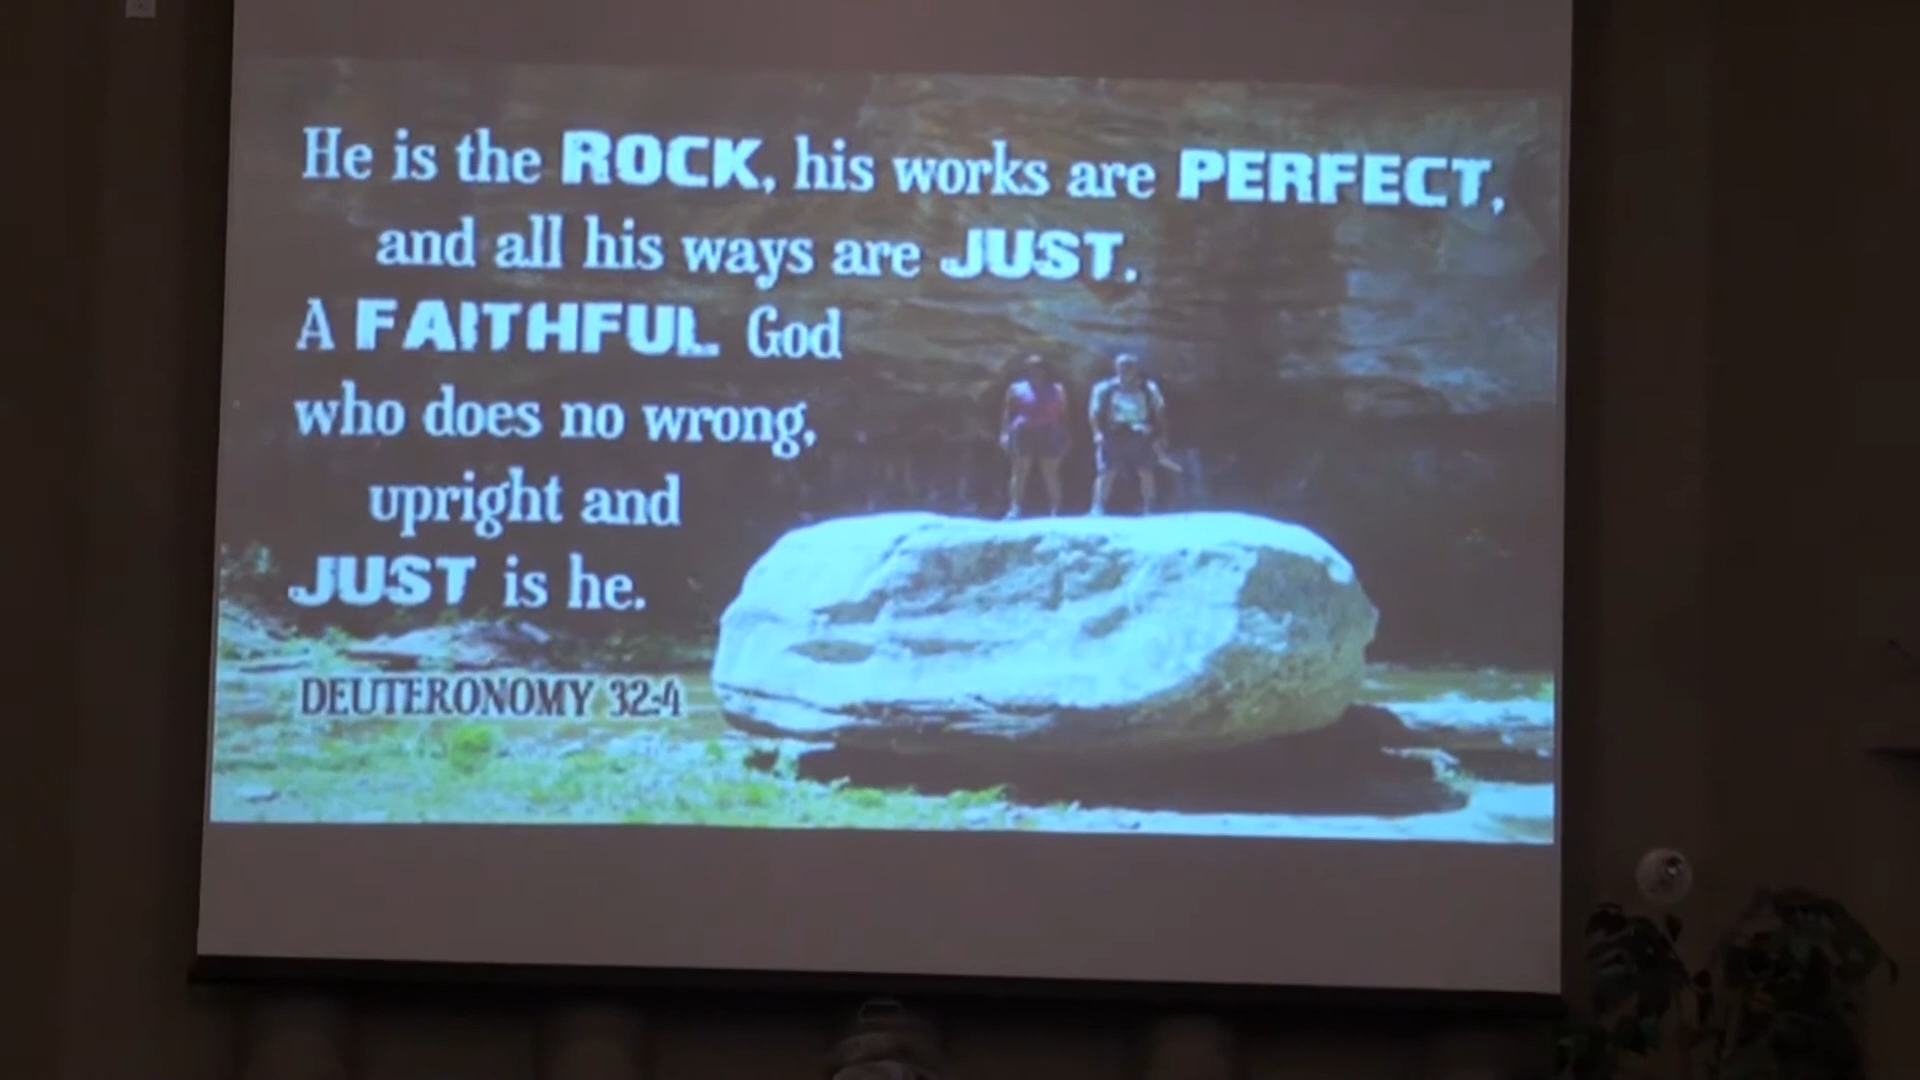 He is the ROCK, his works are PERFECT,
and all his ways are JUST.
A FAITHFUL God
who does no wrong,
upright and
JUST is he.
DEUTERONOMY 32:4